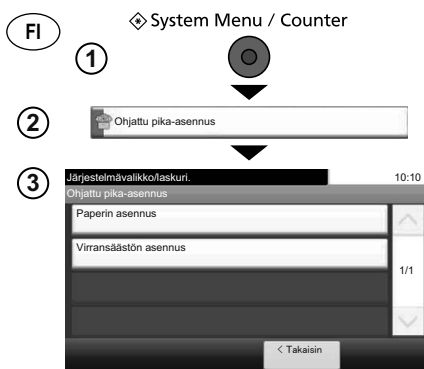 FI
System Menu / Counter
1
2
Ohjattu pika-asennus
3
Järjestelmävalikko/laskuri.
10:10
Ohjattu pika-asennus
Paperin asennus
Virransäästön asennus
1/1
< Takaisin